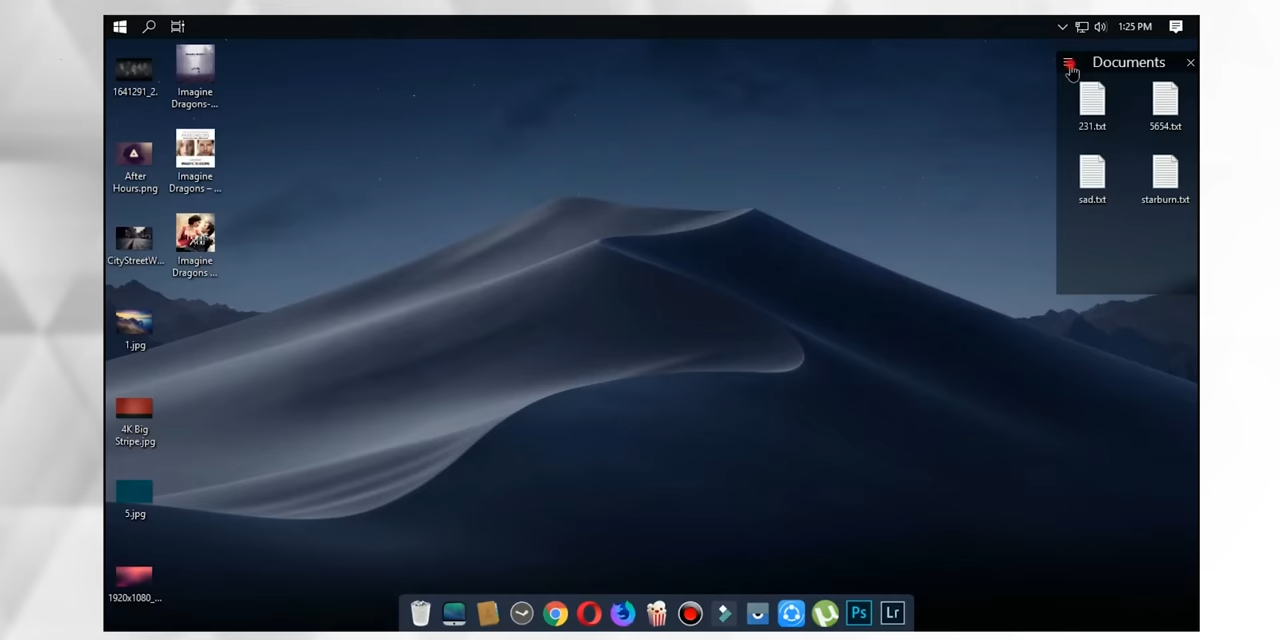 1:25 PM
Documents
231.txt
5654.txt
sad.txt
starburn.txt
1641291_2.
Imagine
Dragons-...
After
Hours.png
Imagine
Dragons – ...
CityStreetW...
Imagine
Dragons ...
1.jpg
4K Big
Stripe.jpg
5.jpg
1920x1080_...
Ps
Lr